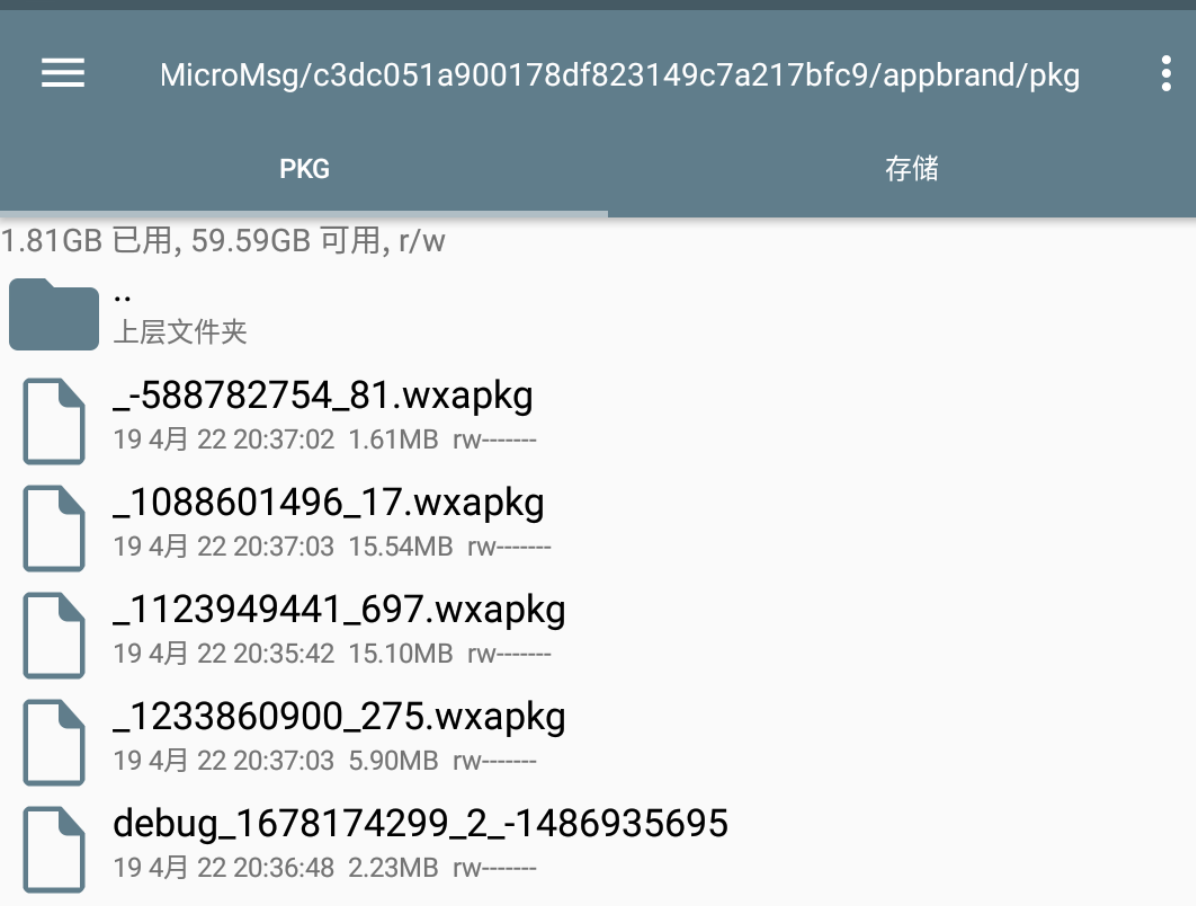 MicroMsg/c3dc051a900178df823149c7a217bfc9/appbrand/pkg
PKG
存储
1.81GB 已用, 59.59GB 可用, r/w
..
上层文件夹
_-588782754_81.wxapkg
19 4月 22 20:37:02 1.61MB rw-------
_1088601496_17.wxapkg
19 4月 22 20:37:03 15.54MB rw-------
_1123949441_697.wxapkg
19 4月 22 20:35:42 15.10MB rw-------
_1233860900_275.wxapkg
19 4月 22 20:37:03 5.90MB rw-------
debug_1678174299_2_-1486935695
19 4月 22 20:36:48 2.23MB rw-------